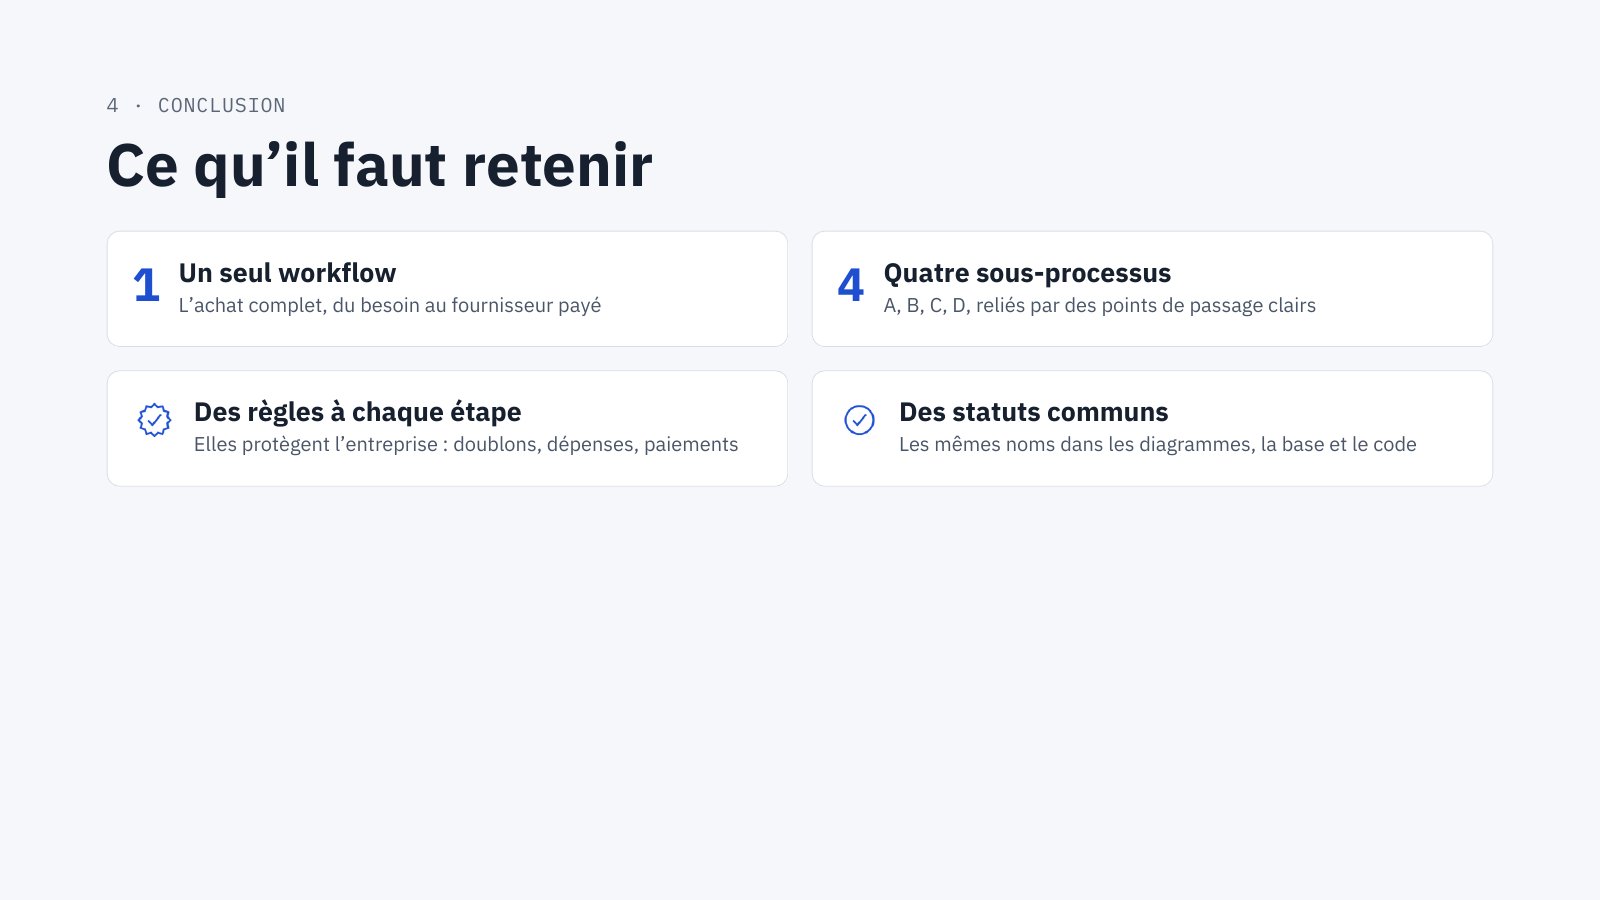 4 · CONCLUSION
Ce qu’il faut retenir
1
Un seul workflow
L’achat complet, du besoin au fournisseur payé
4
Quatre sous-processus
A, B, C, D, reliés par des points de passage clairs
Des règles à chaque étape
Elles protègent l’entreprise : doublons, dépenses, paiements
Des statuts communs
Les mêmes noms dans les diagrammes, la base et le code